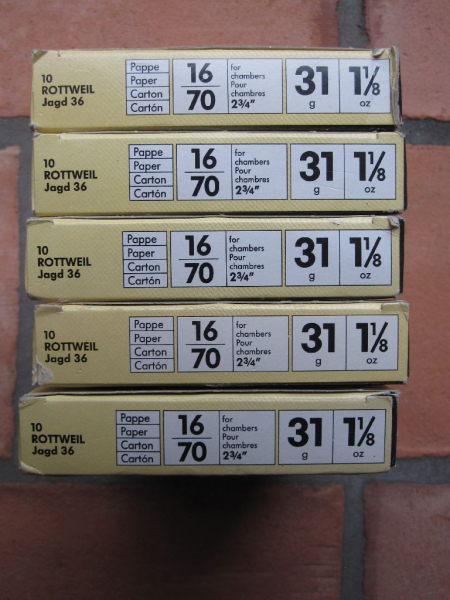 10
ROTTWEIL
Jagd 36
Pappe
Paper
Carton
Cartón
16
70
for
chambers
Pour
chambres
2¾"
31
g
1⅛
oz
10
ROTTWEIL
Jagd 36
Pappe
Paper
Carton
Cartón
16
70
for
chambers
Pour
chambres
2¾"
31
g
1⅛
oz
10
ROTTWEIL
Jagd 36
Pappe
Paper
Carton
Cartón
16
70
for
chambers
Pour
chambres
2¾"
31
g
1⅛
oz
10
ROTTWEIL
Jagd 36
Pappe
Paper
Carton
Cartón
16
70
for
chambers
Pour
chambres
2¾"
31
g
1⅛
oz
10
ROTTWEIL
Jagd 36
Pappe
Paper
Carton
Cartón
16
70
for
chambers
Pour
chambres
2¾"
31
g
1⅛
oz